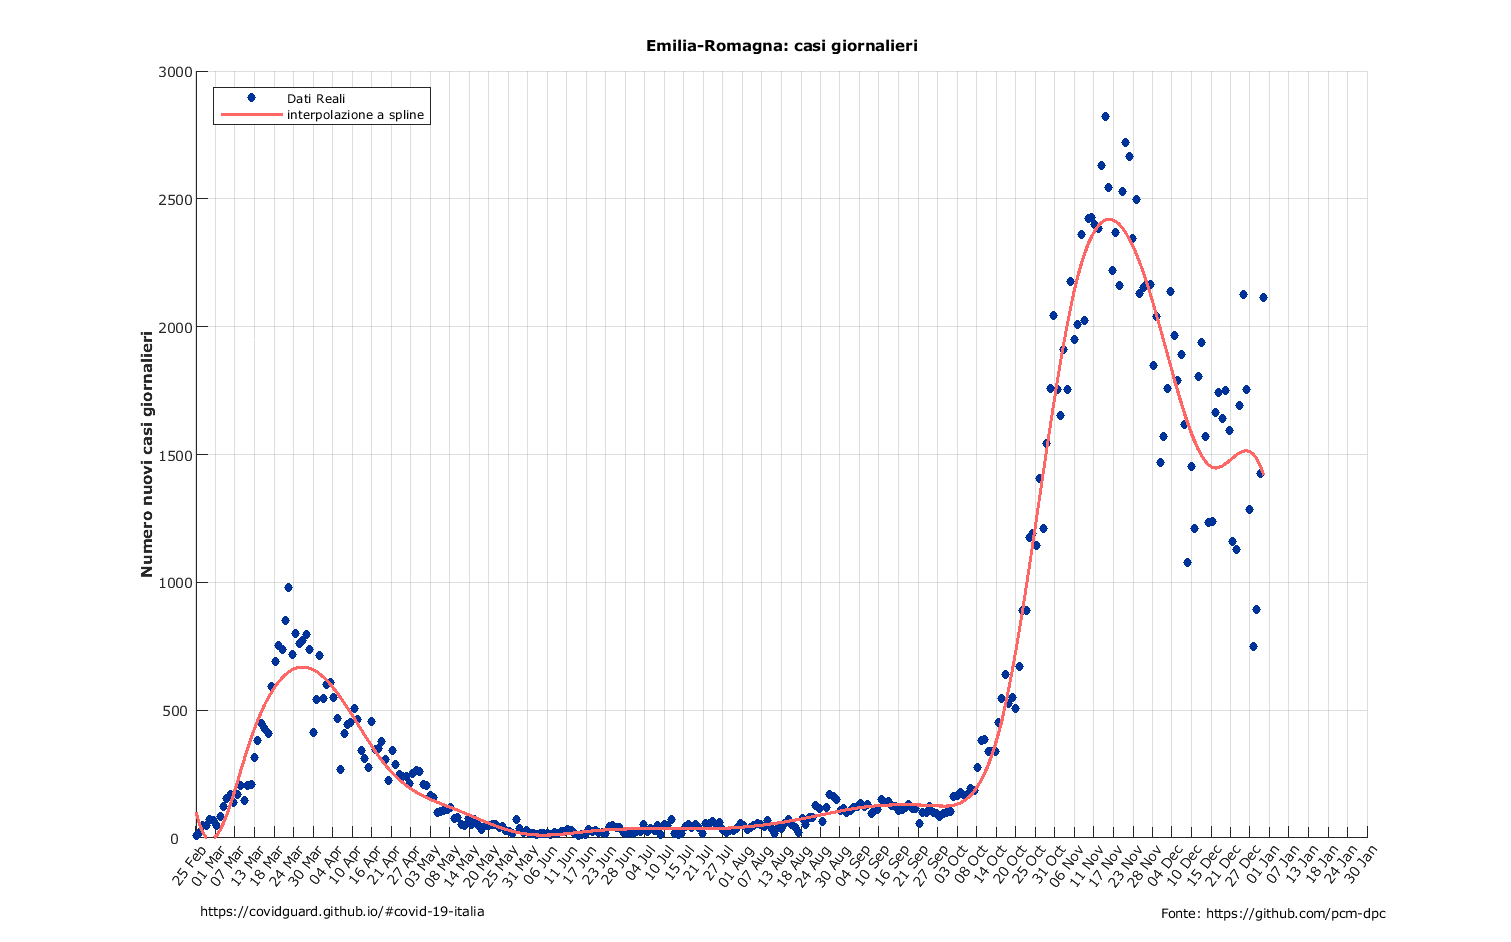 Emilia-Romagna: casi giornalieri
Dati Reali
interpolazione a spline
Numero nuovi casi giornalieri
3000
2500
2000
1500
1000
500
0
25 Feb
01 Mar
07 Mar
13 Mar
18 Mar
24 Mar
30 Mar
04 Apr
10 Apr
16 Apr
21 Apr
27 Apr
03 May
08 May
14 May
20 May
25 May
31 May
06 Jun
11 Jun
17 Jun
23 Jun
28 Jun
04 Jul
10 Jul
15 Jul
21 Jul
27 Jul
01 Aug
07 Aug
13 Aug
18 Aug
24 Aug
30 Aug
04 Sep
10 Sep
16 Sep
21 Sep
27 Sep
03 Oct
08 Oct
14 Oct
20 Oct
25 Oct
31 Oct
06 Nov
11 Nov
17 Nov
23 Nov
28 Nov
04 Dec
10 Dec
15 Dec
21 Dec
27 Dec
01 Jan
07 Jan
13 Jan
18 Jan
24 Jan
30 Jan
https://covidguard.github.io/#covid-19-italia
Fonte: https://github.com/pcm-dpc